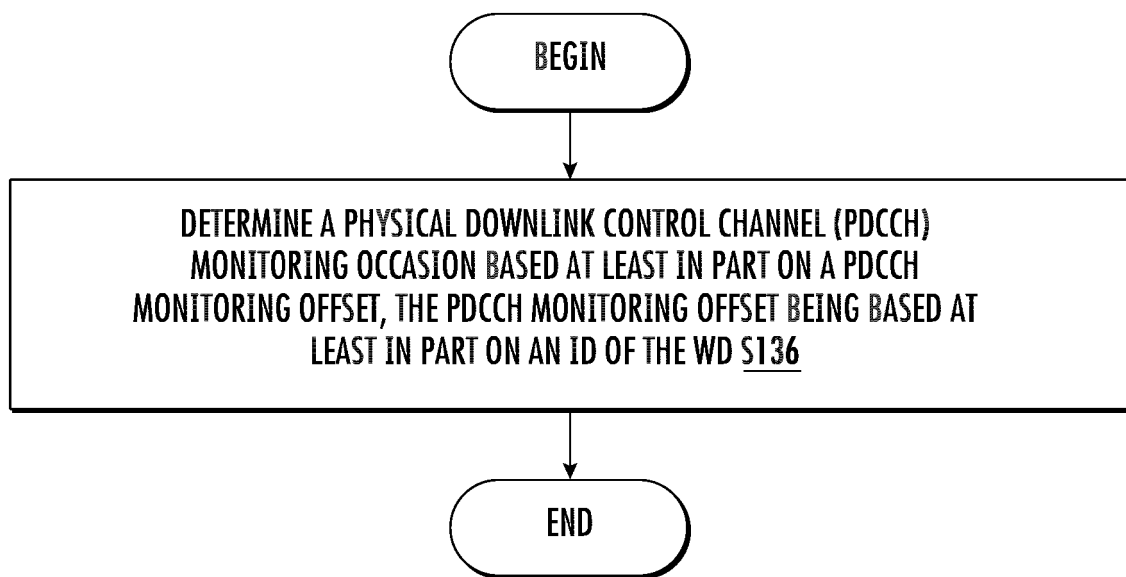 BEGIN
DETERMINE A PHYSICAL DOWNLINK CONTROL CHANNEL (PDCCH)
MONITORING OCCASION BASED AT LEAST IN PART ON A PDCCH
MONITORING OFFSET, THE PDCCH MONITORING OFFSET BEING BASED AT
LEAST IN PART ON AN ID OF THE WD S136
END